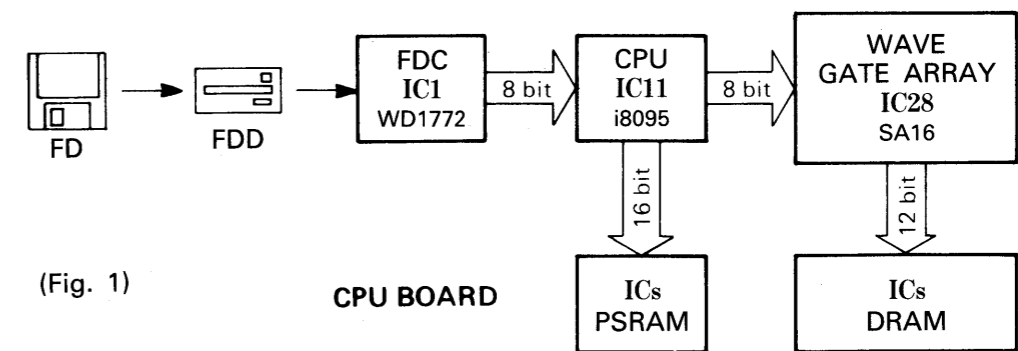 FD
FDD
FDC
IC1
WD1772
8 bit
CPU
IC11
i8095
8 bit
WAVE
GATE ARRAY
IC28
SA16
16 bit
12 bit
(Fig. 1)
CPU BOARD
ICs
PSRAM
ICs
DRAM